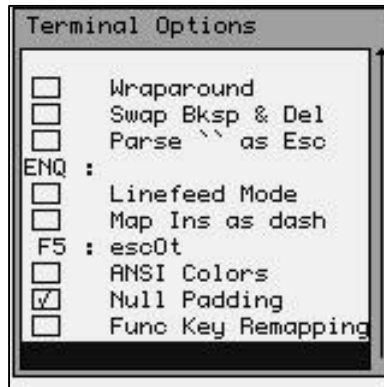 Terminal Options
Wraparound
Swap Bksp & Del
Parse `` as Esc
ENQ :
Linefeed Mode
Map Ins as dash
F5 : escOt
ANSI Colors
Null Padding
Func Key Remapping